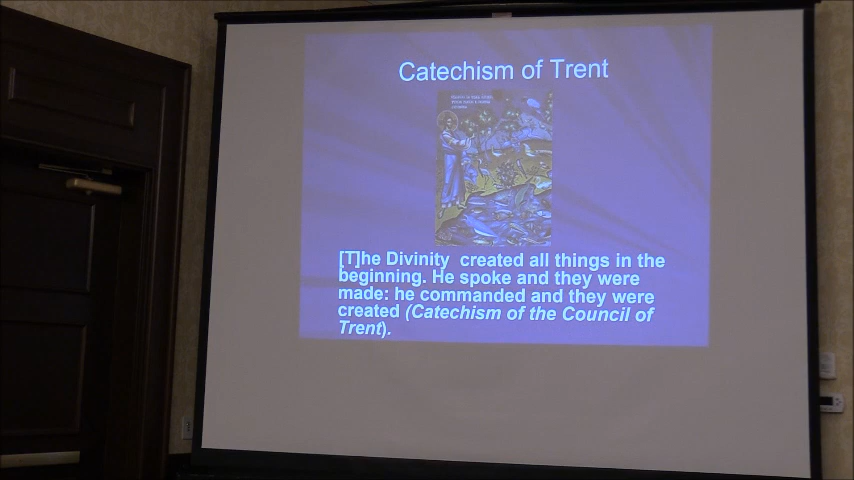 Catechism of Trent
[T]he Divinity created all things in the
beginning. He spoke and they were
made: he commanded and they were
created (Catechism of the Council of
Trent).